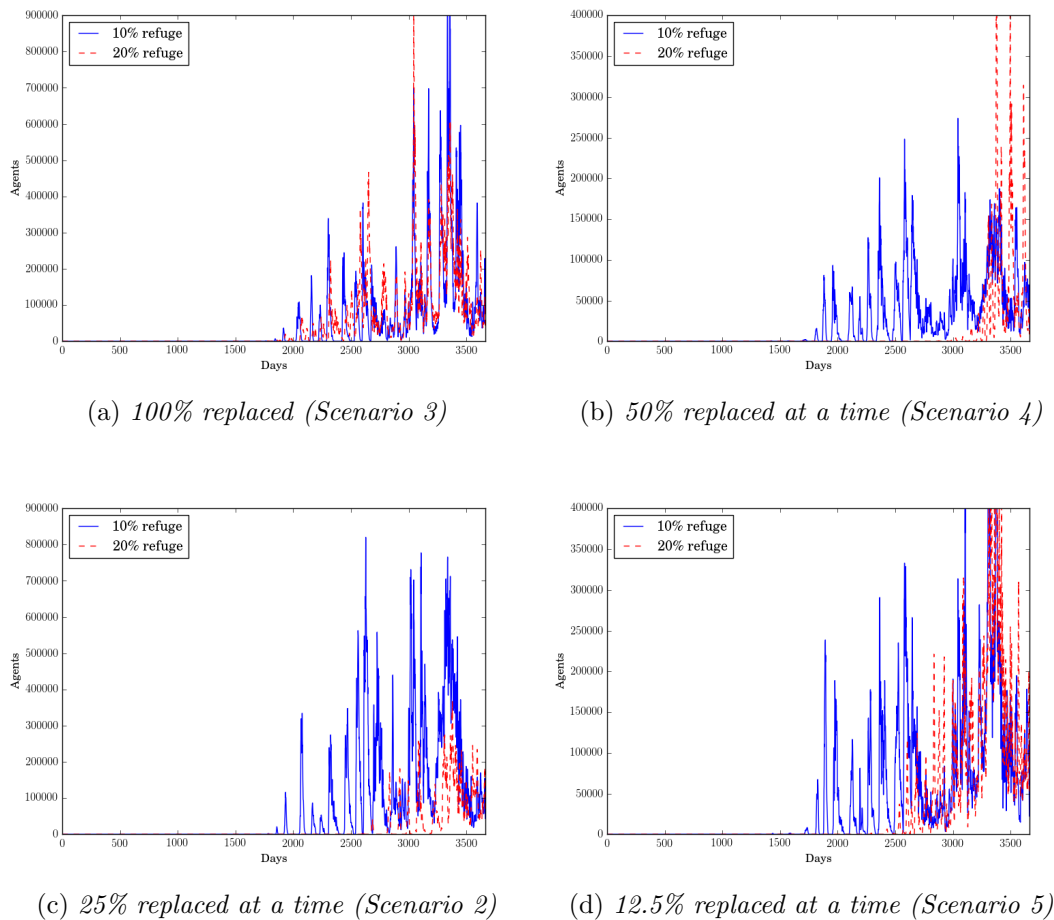 900000
800000
700000
600000
500000
400000
300000
200000
100000
0
Agents
10% refuge
20% refuge
0 500 1000 1500 2000 2500 3000 3500
Days
(a) 100% replaced (Scenario 3)
400000
350000
300000
250000
200000
150000
100000
50000
0
Agents
10% refuge
20% refuge
0 500 1000 1500 2000 2500 3000 3500
Days
(b) 50% replaced at a time (Scenario 4)
900000
800000
700000
600000
500000
400000
300000
200000
100000
0
Agents
10% refuge
20% refuge
0 500 1000 1500 2000 2500 3000 3500
Days
(c) 25% replaced at a time (Scenario 2)
400000
350000
300000
250000
200000
150000
100000
50000
0
Agents
10% refuge
20% refuge
0 500 1000 1500 2000 2500 3000 3500
Days
(d) 12.5% replaced at a time (Scenario 5)